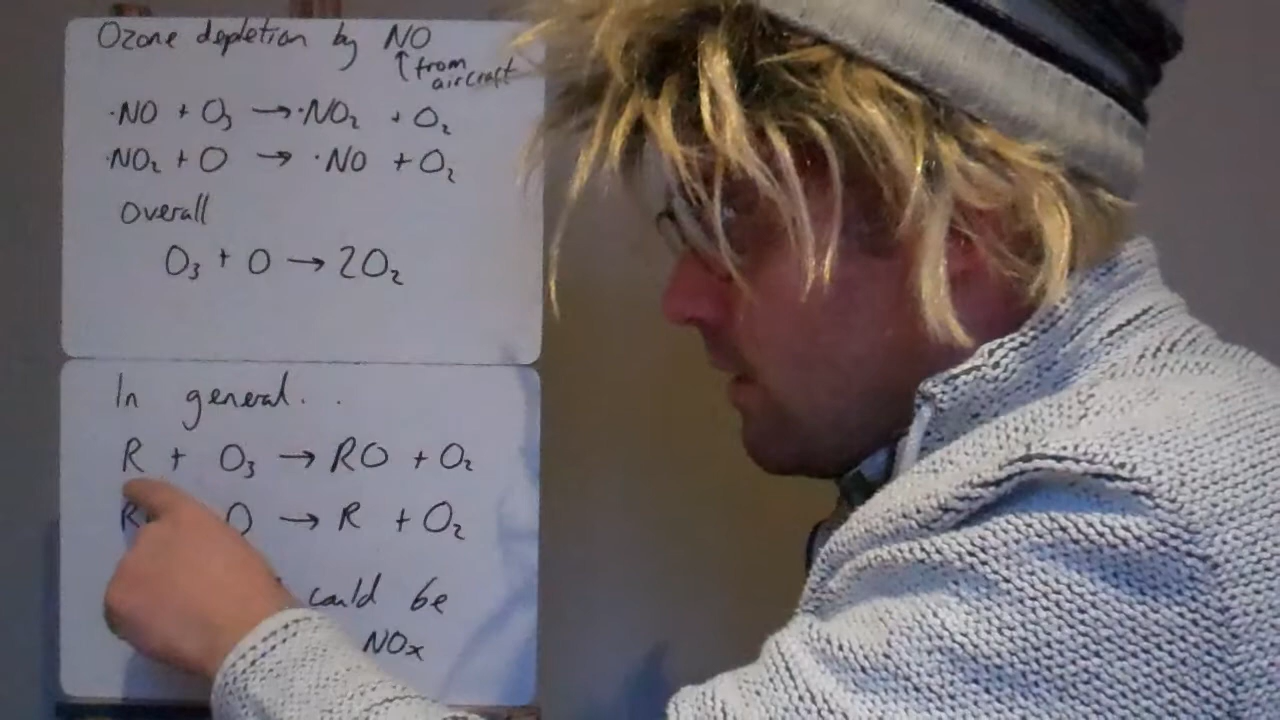 Ozone depletion by NO
↑from
aircraft
·NO + O₃ → ·NO₂ + O₂
·NO₂ + O → ·NO + O₂
Overall
O₃ + O → 2O₂
In general..
R + O₃ → RO + O₂
R O → R + O₂
could be
NOx